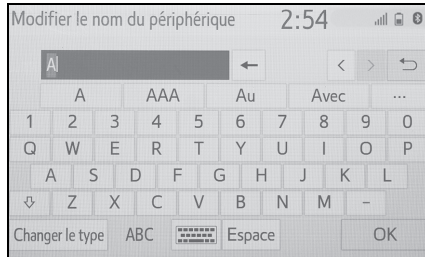 Modifier le nom du périphérique 2:54
A
A AAA Au Avec ...
1 2 3 4 5 6 7 8 9 0
Q W E R T Y U I O P
A S D F G H J K L
Z X C V B N M -
Changer le type ABC Espace OK